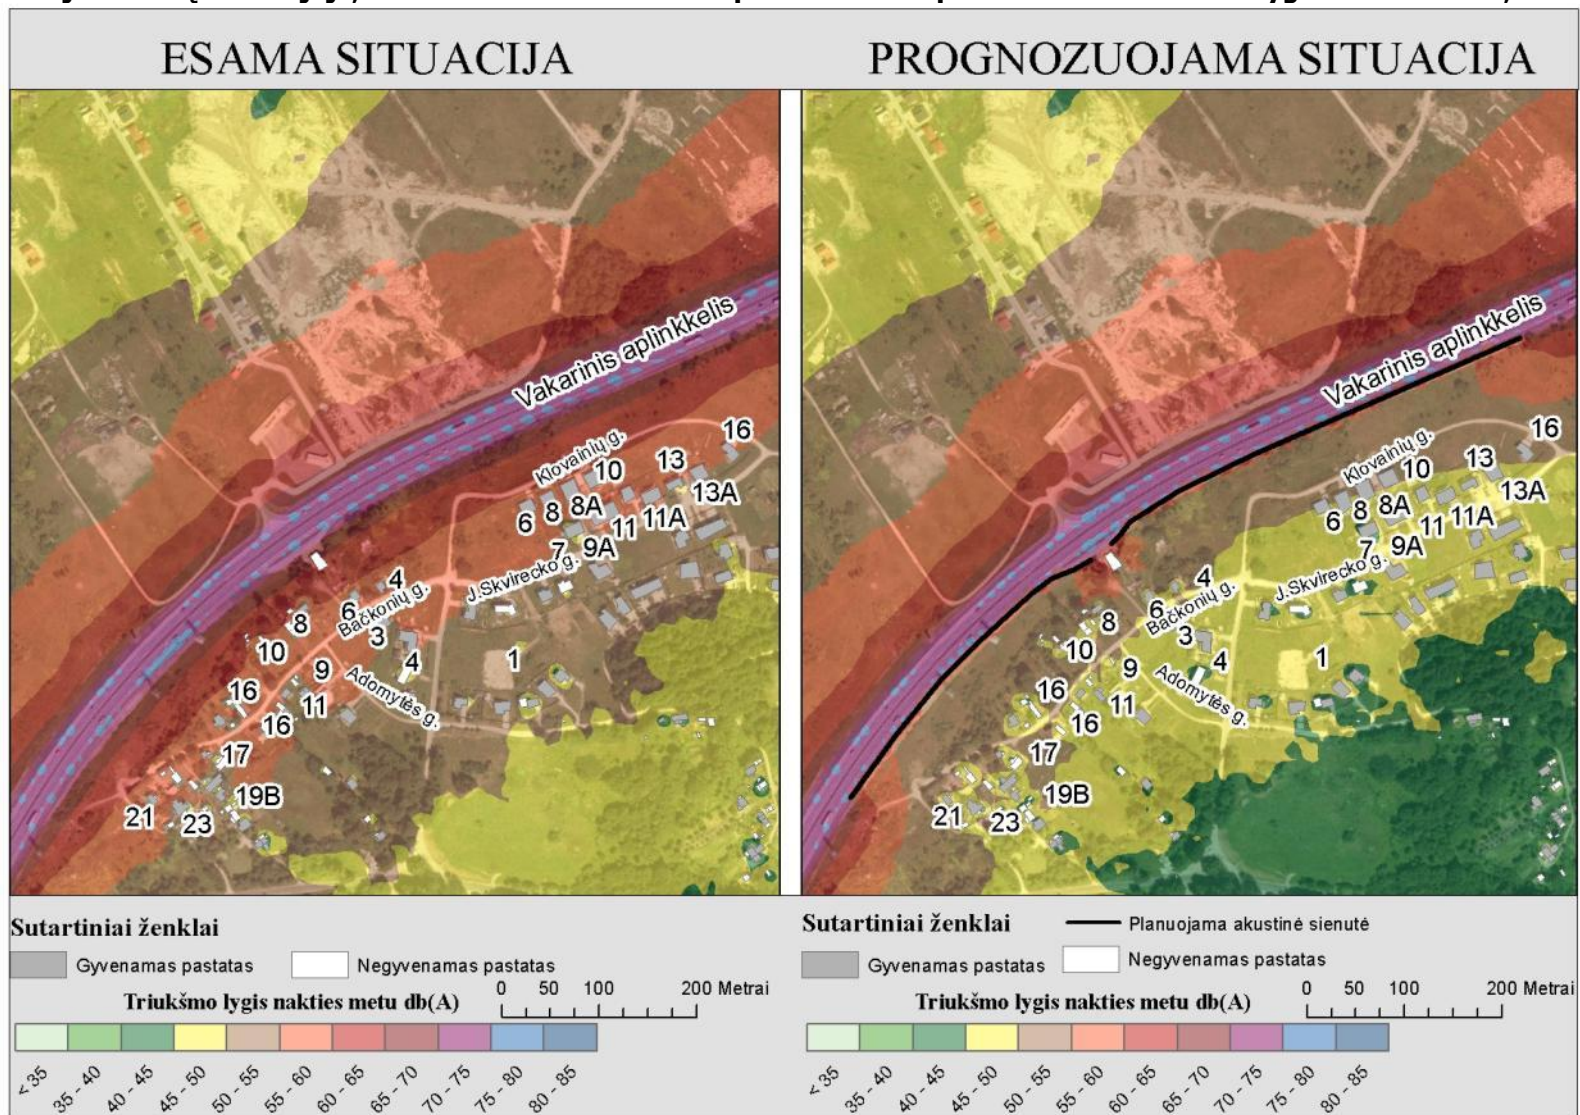 ESAMA SITUACIJA
PROGNOZUOJAMA SITUACIJA
Vakarinis aplinkkelis
Klovainių g.
16
13
10
13A
8A
8
6
11A
11
9A
7
J.Skvirecko g.
4
6
Bačkonių g.
8
3
10
4
1
9
Adomytės g.
16
11
16
17
19B
21
23
Vakarinis aplinkkelis
Klovainių g.
16
13
10
13A
8A
8
6
11A
11
9A
7
J.Skvirecko g.
4
6
Bačkonių g.
8
3
10
4
1
9
Adomytės g.
16
11
16
17
19B
21
23
Sutartiniai ženklai
Gyvenamas pastatas
Negyvenamas pastatas
Triukšmo lygis nakties metu db(A)
0 50 100 200 Metrai
< 35 35 - 40 40 - 45 45 - 50 50 - 55 55 - 60 60 - 65 65 - 70 70 - 75 75 - 80 80 - 85
Sutartiniai ženklai
Planuojama akustinė sienutė
Gyvenamas pastatas
Negyvenamas pastatas
Triukšmo lygis nakties metu db(A)
0 50 100 200 Metrai
< 35 35 - 40 40 - 45 45 - 50 50 - 55 55 - 60 60 - 65 65 - 70 70 - 75 75 - 80 80 - 85